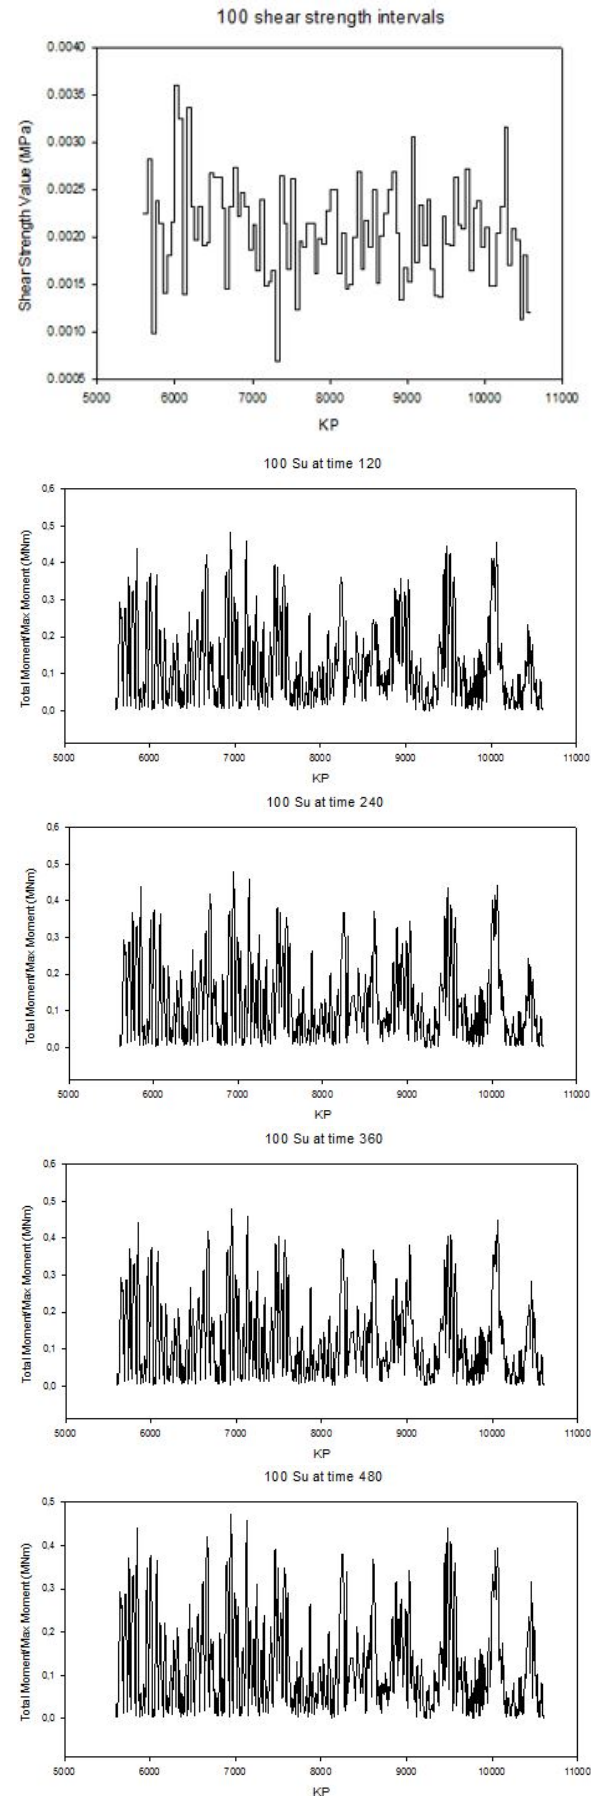 100 shear strength intervals
0.0040
0.0035
0.0030
0.0025
0.0020
0.0015
0.0010
0.0005
Shear Strength Value (MPa)
5000 6000 7000 8000 9000 10000 11000
KP
100 Su at time 120
0,6
0,5
0,4
0,3
0,2
0,1
0,0
Total Moment/Max Moment (MNm)
5000 6000 7000 8000 9000 10000 11000
KP
100 Su at time 240
0,6
0,5
0,4
0,3
0,2
0,1
0,0
Total Moment/Max Moment (MNm)
5000 6000 7000 8000 9000 10000 11000
KP
100 Su at time 360
0,6
0,5
0,4
0,3
0,2
0,1
0,0
Total Moment/Max Moment (MNm)
5000 6000 7000 8000 9000 10000 11000
KP
100 Su at time 480
0,5
0,4
0,3
0,2
0,1
0,0
Total Moment/Max Moment (MNm)
5000 6000 7000 8000 9000 10000 11000
KP